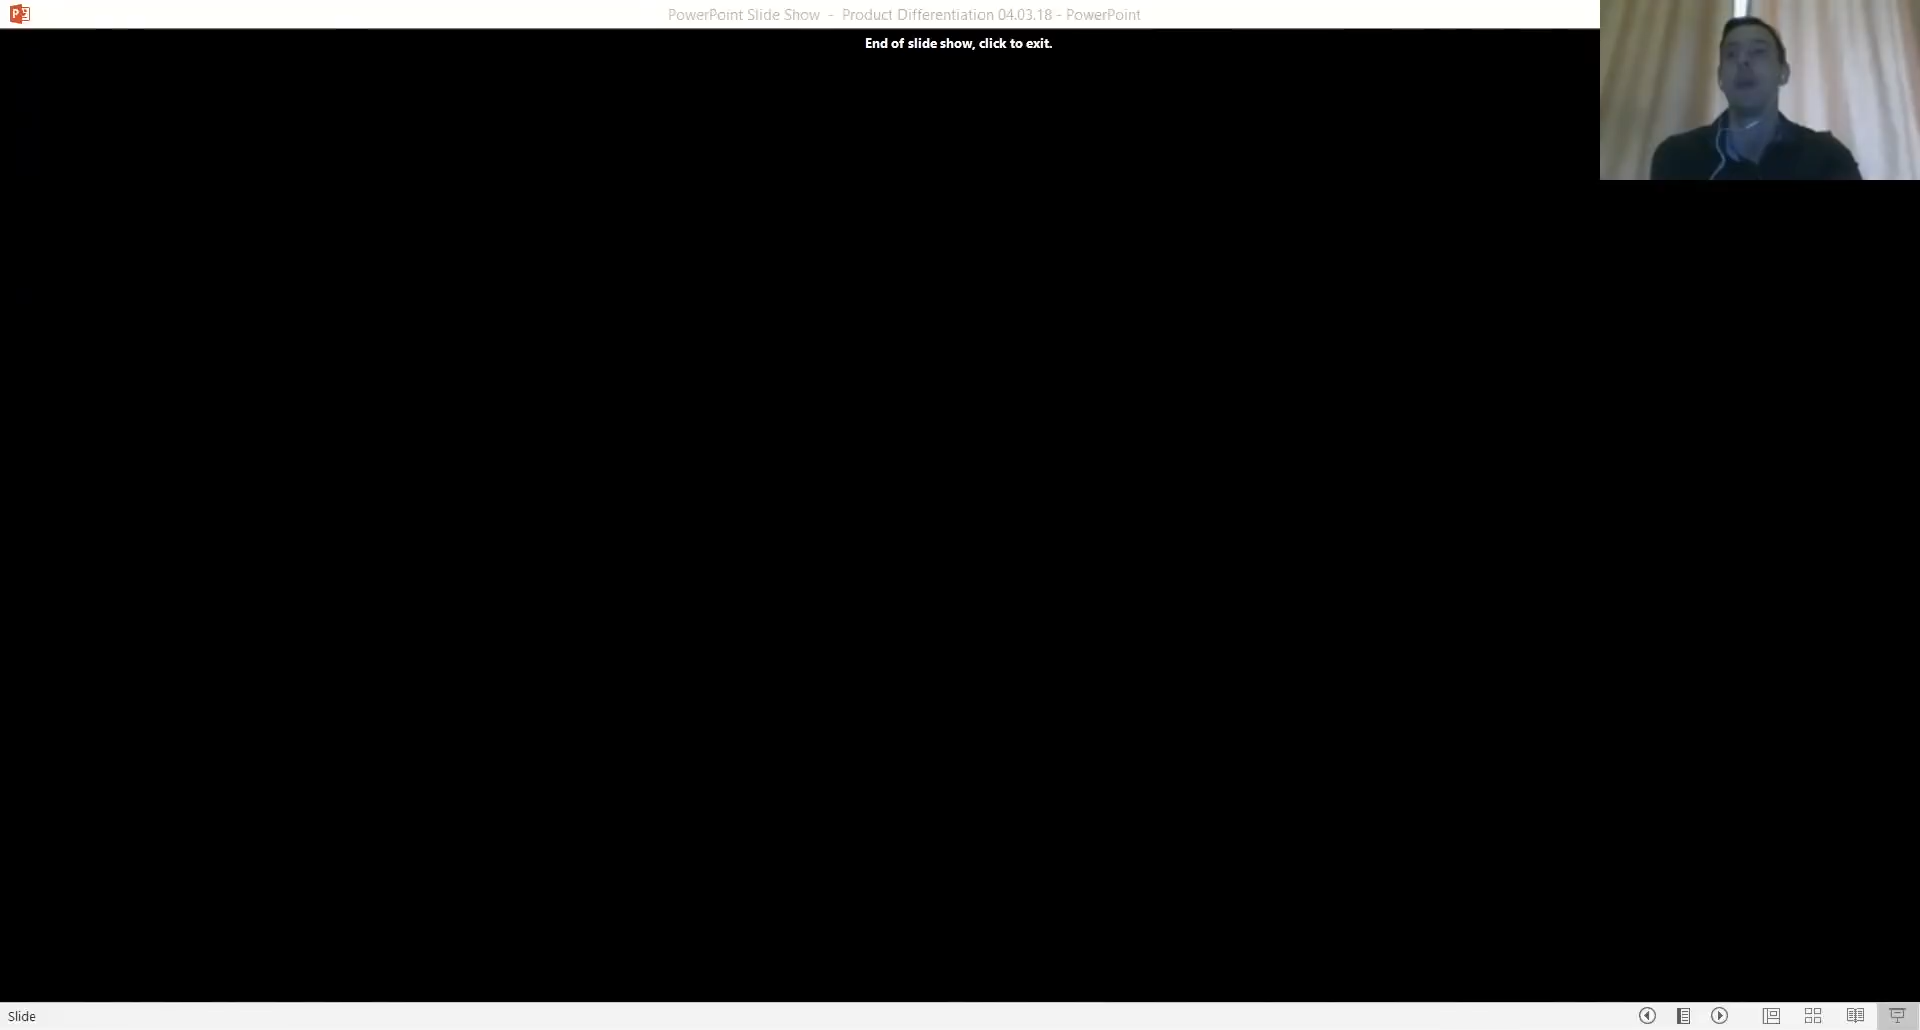 PowerPoint Slide Show - Product Differentiation 04.03.18 - PowerPoint
End of slide show, click to exit.
Slide